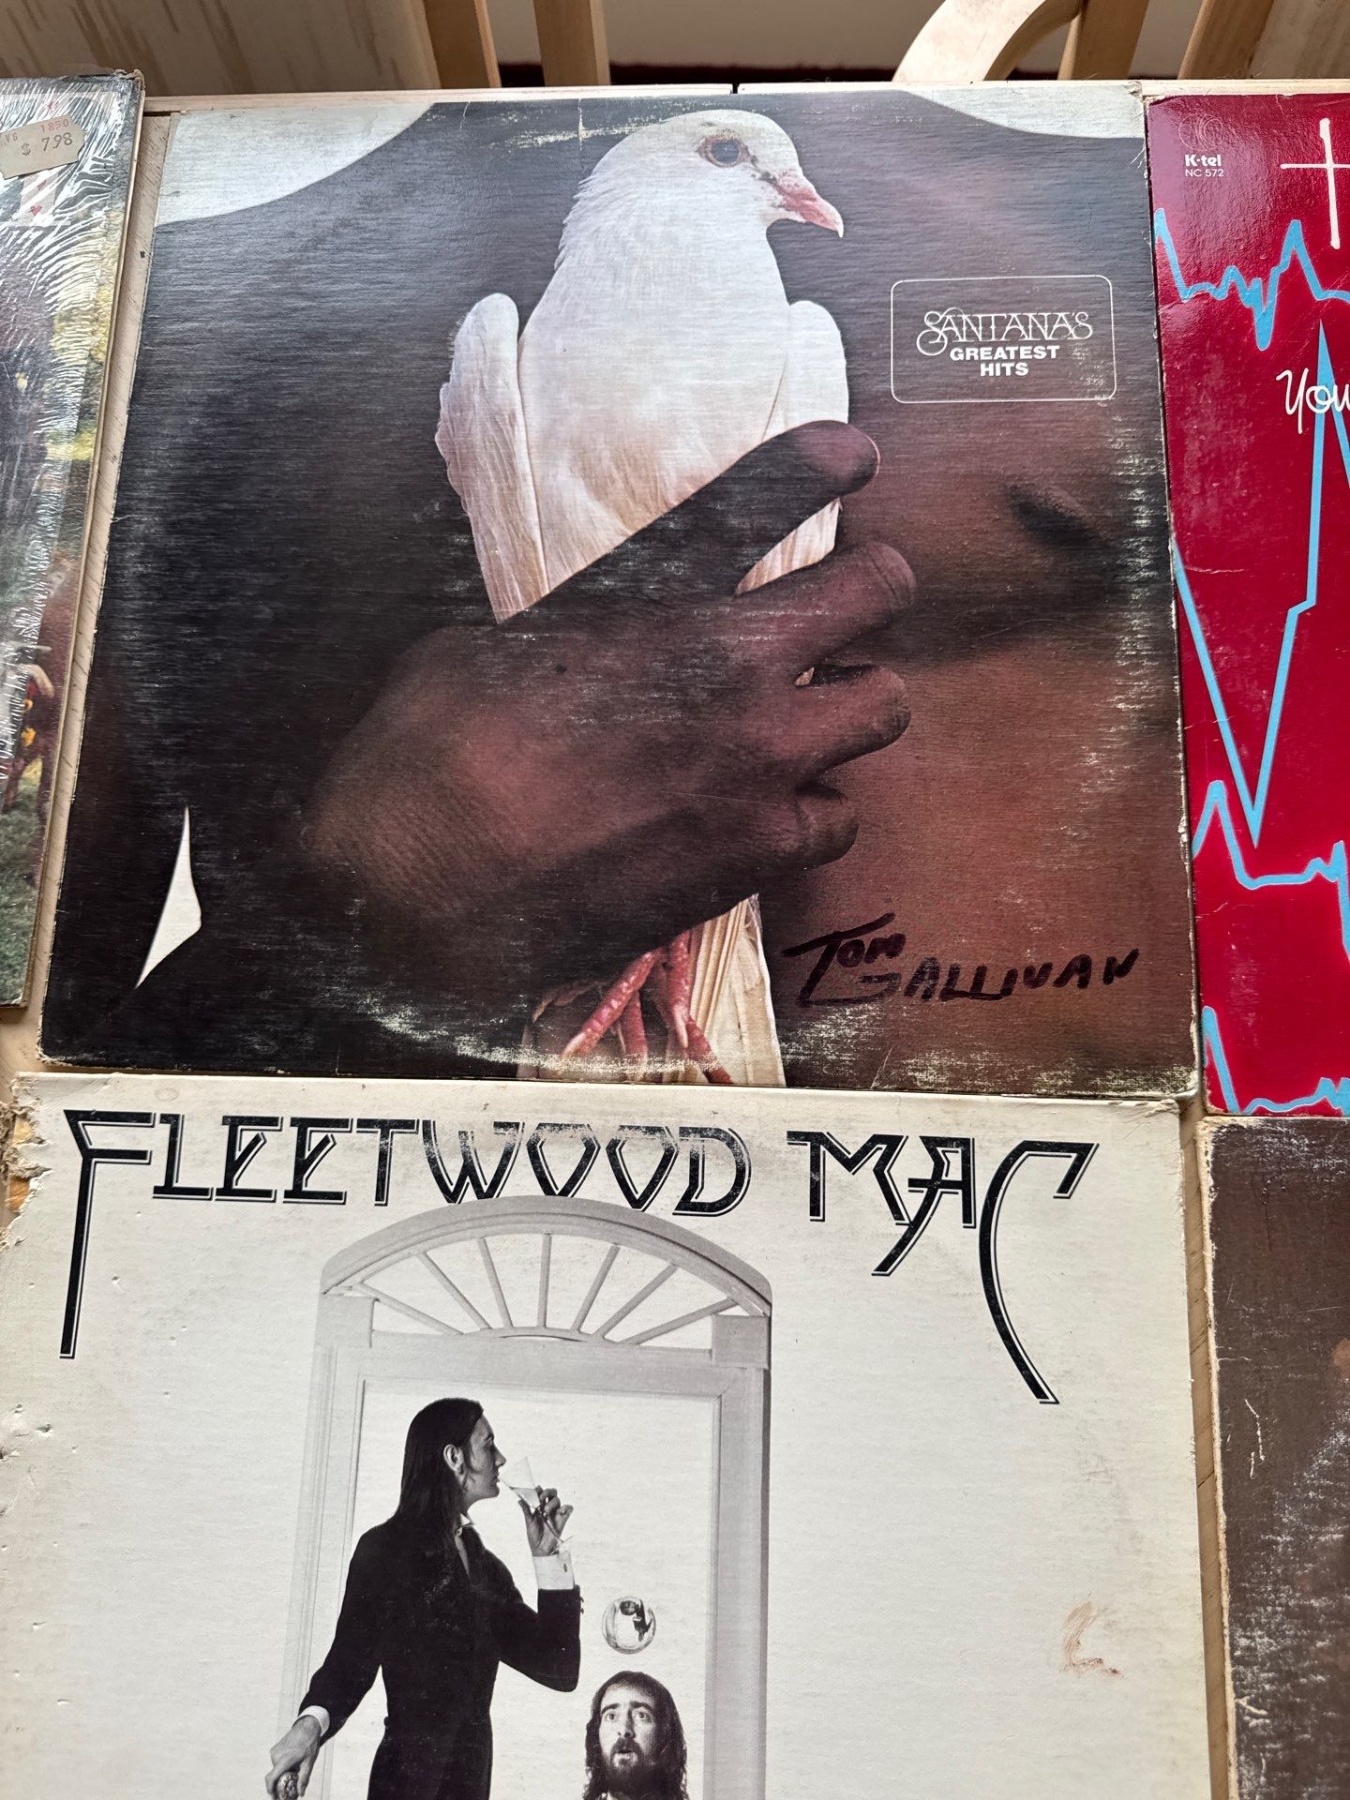 $ 7.98
SANTANA'S
GREATEST
HITS
K-tel
NC 572
TOM
GALLIVAN
FLEETWOOD MAC